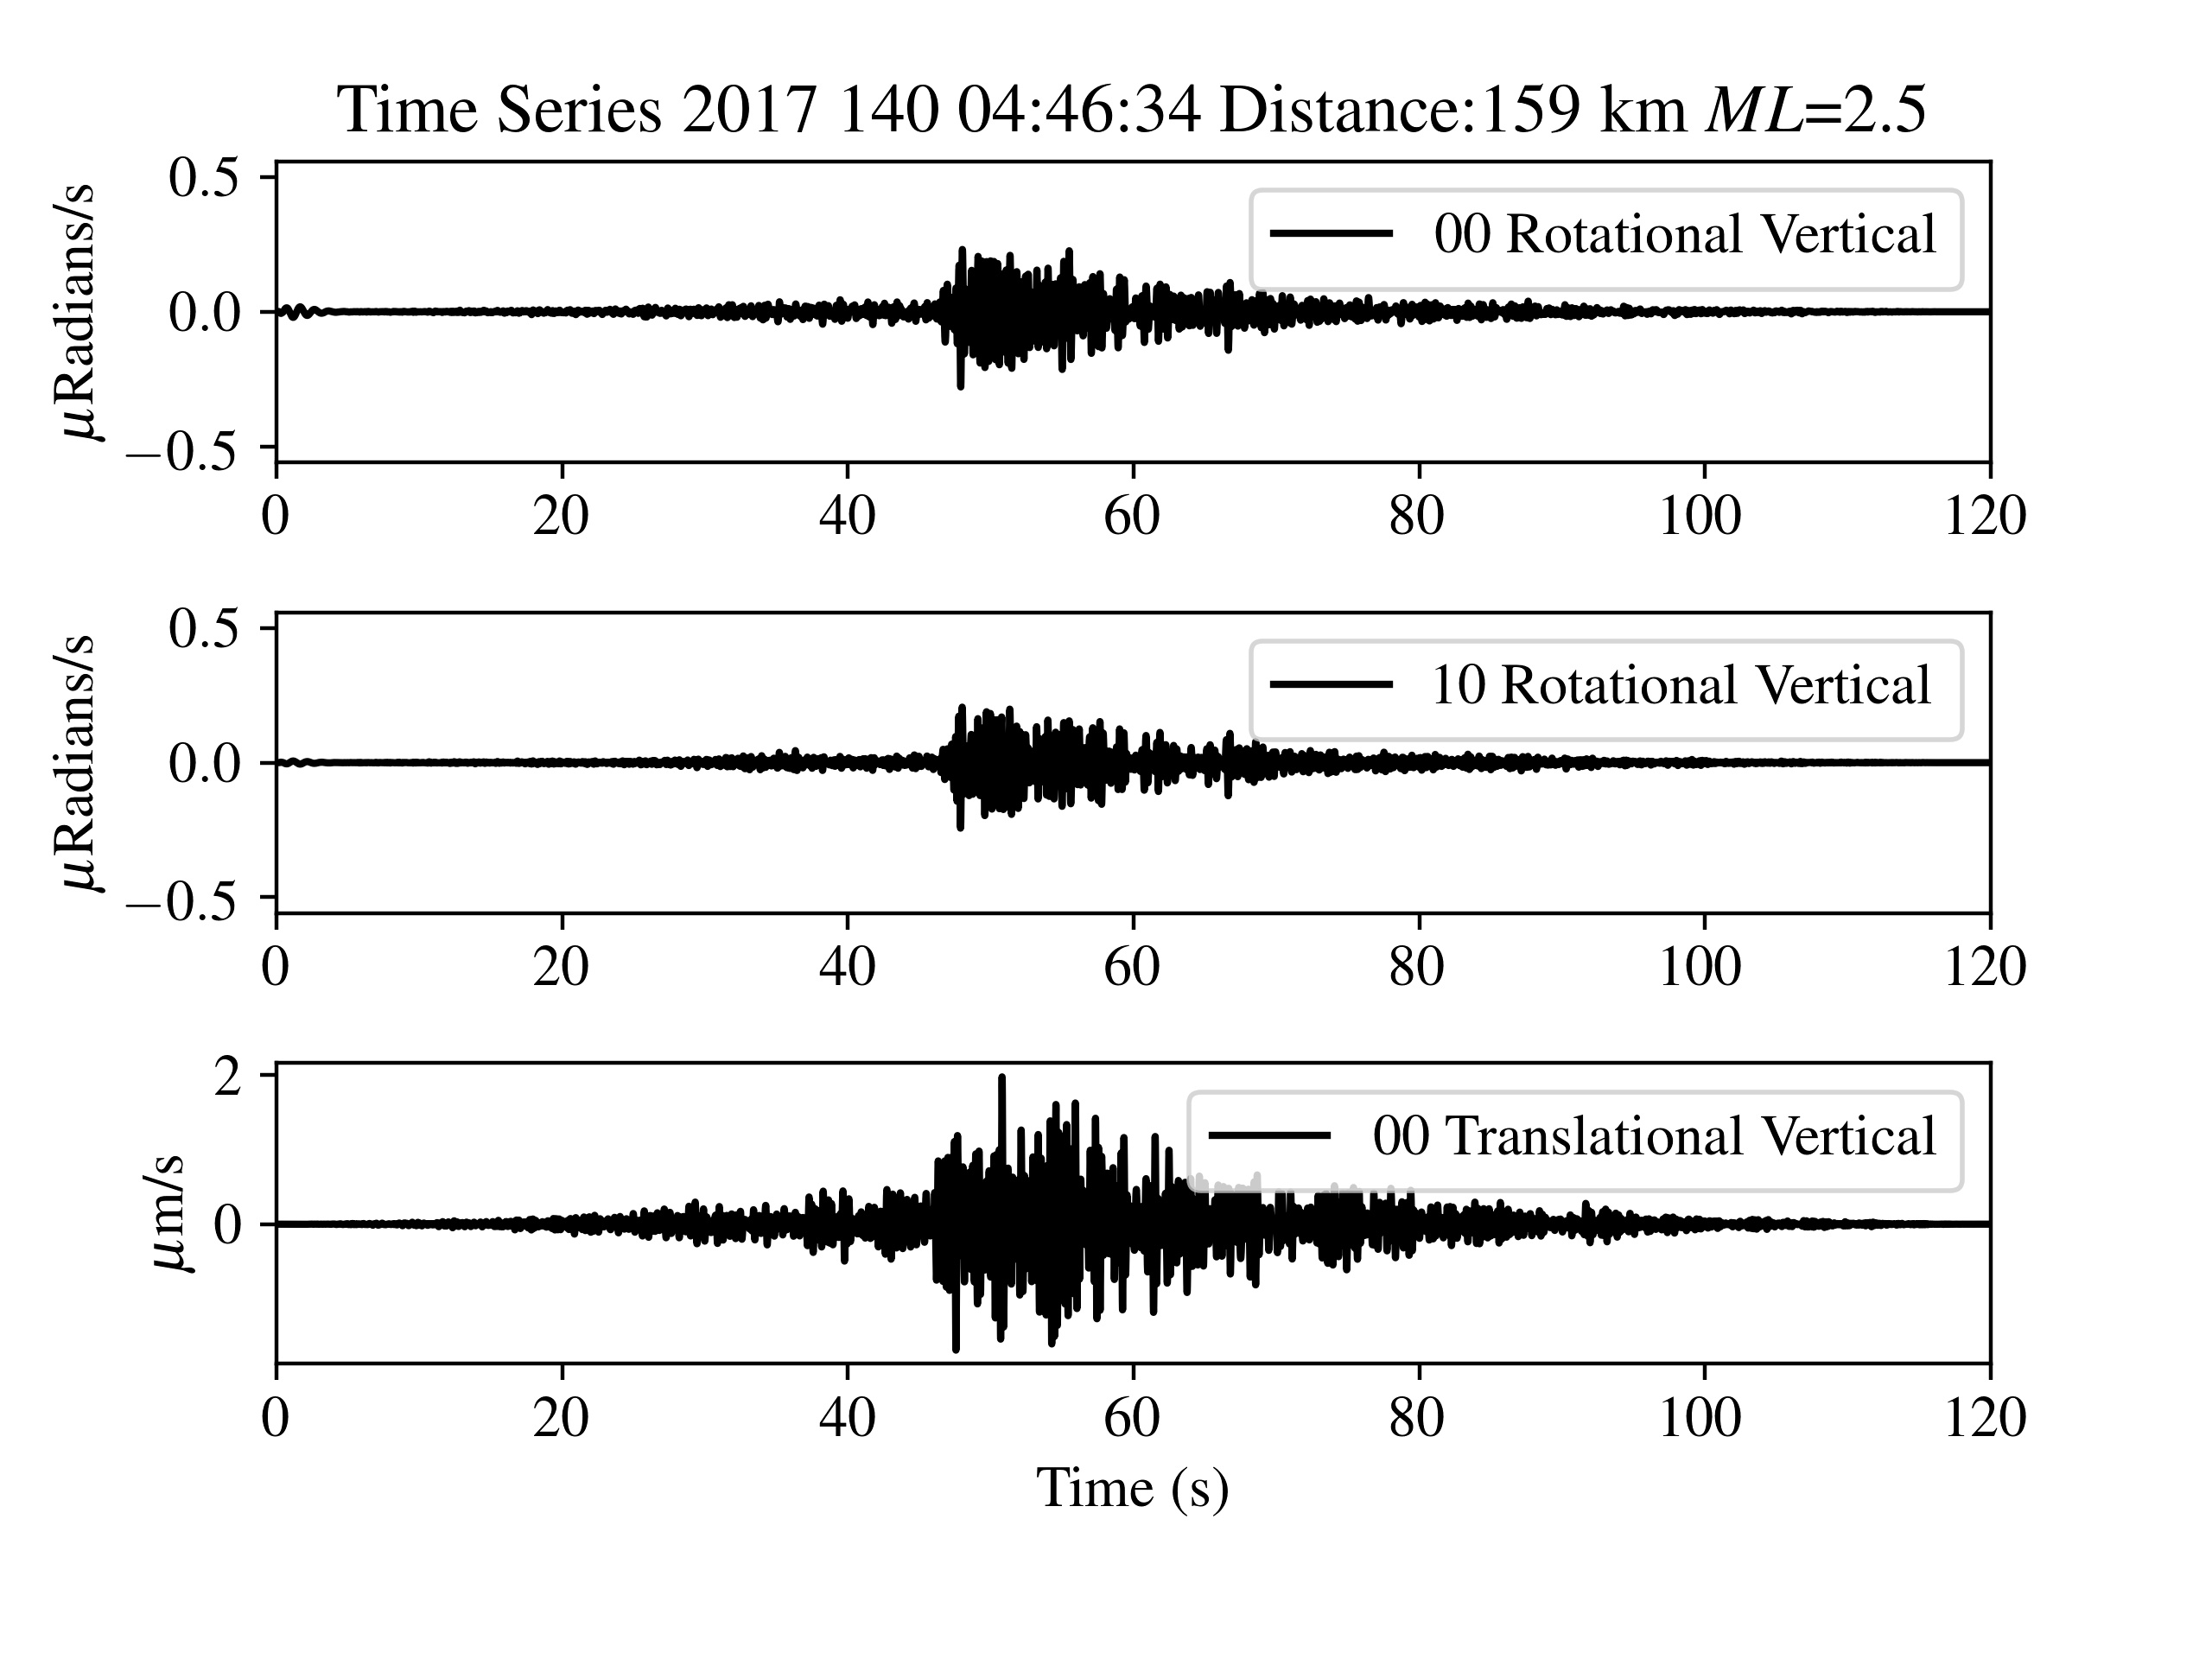 Time Series 2017 140 04:46:34 Distance:159 km ML=2.5
0.5
0.0
−0.5
μRadians/s
00 Rotational Vertical
0 20 40 60 80 100 120
0.5
0.0
−0.5
μRadians/s
10 Rotational Vertical
0 20 40 60 80 100 120
2
0
μm/s
00 Translational Vertical
0 20 40 60 80 100 120
Time (s)